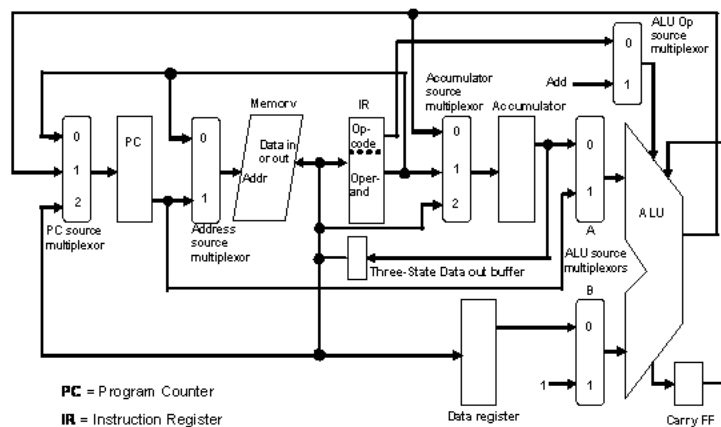 ALU Op
source
multiplexor
0
1
Add
Accumulator
source
multiplexor
Accumulator
Memory
IR
PC
Data in
or out
Addr
Op-
code
Oper-
and
0
1
2
0
1
0
1
2
0
1
A
ALU
PC source
multiplexor
Address
source
multiplexor
Three-State Data out buffer
ALU source
multiplexors
B
0
1
1
Data register
Carry FF
PC = Program Counter
IR = Instruction Register